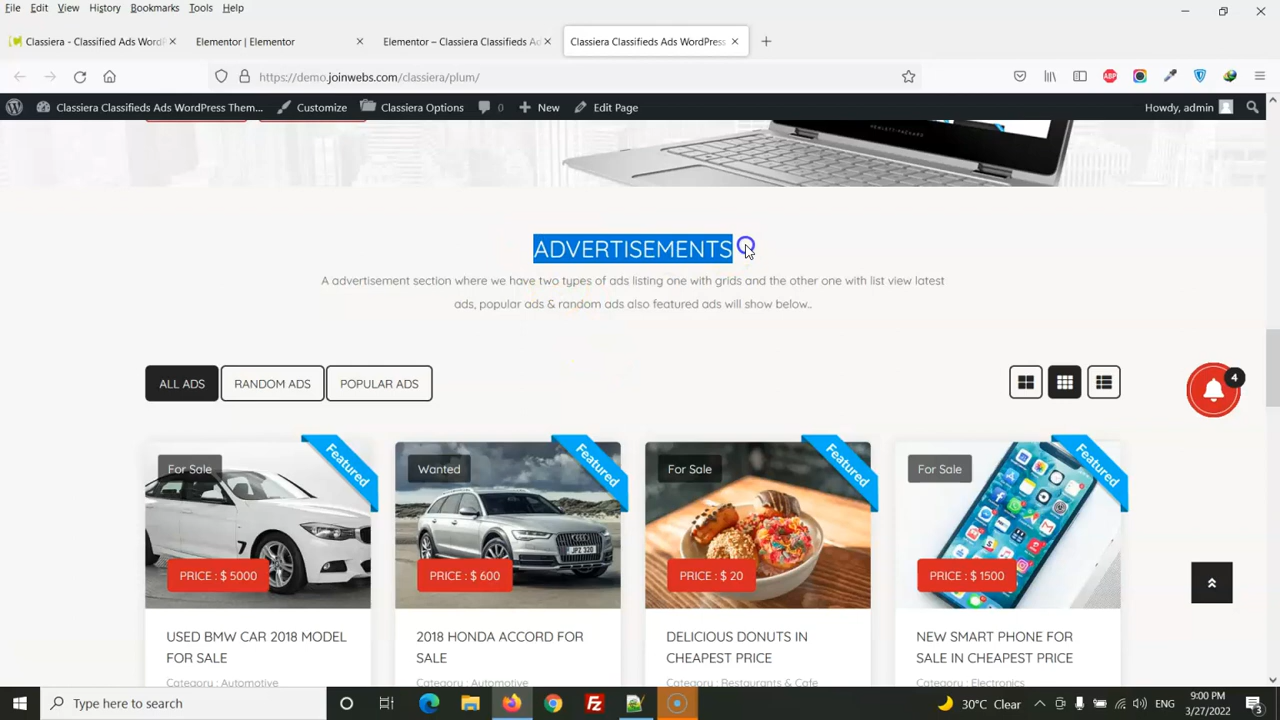 File Edit View History Bookmarks Tools Help
Classiera - Classified Ads WordP
Elementor | Elementor
Elementor – Classiera Classifieds Ad
Classiera Classifieds Ads WordPress
https://demo.joinwebs.com/classiera/plum/
Classiera Classifieds Ads WordPress Them... Customize Classiera Options 0 New Edit Page Howdy, admin
ADVERTISEMENTS
A advertisement section where we have two types of ads listing one with grids and the other one with list view latest
ads, popular ads & random ads also featured ads will show below..
ALL ADS RANDOM ADS POPULAR ADS
4
For Sale Featured
Wanted Featured
For Sale Featured
For Sale Featured
PRICE : $ 5000
PRICE : $ 600
PRICE : $ 20
PRICE : $ 1500
USED BMW CAR 2018 MODEL
FOR SALE
2018 HONDA ACCORD FOR
SALE
DELICIOUS DONUTS IN
CHEAPEST PRICE
NEW SMART PHONE FOR
SALE IN CHEAPEST PRICE
Category : Automotive
Category : Automotive
Category : Restaurants & Cafe
Category : Electronics
Type here to search
30°C Clear
ENG
9:00 PM
3/27/2022
3